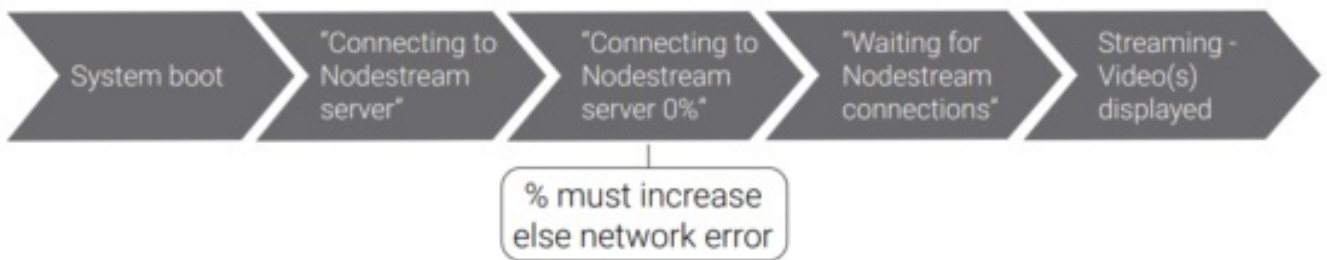 System boot
"Connecting to
Nodestream
server"
"Connecting to
Nodestream
server 0%"
"Waiting for
Nodestream
connections"
Streaming -
Video(s)
displayed
% must increase
else network error